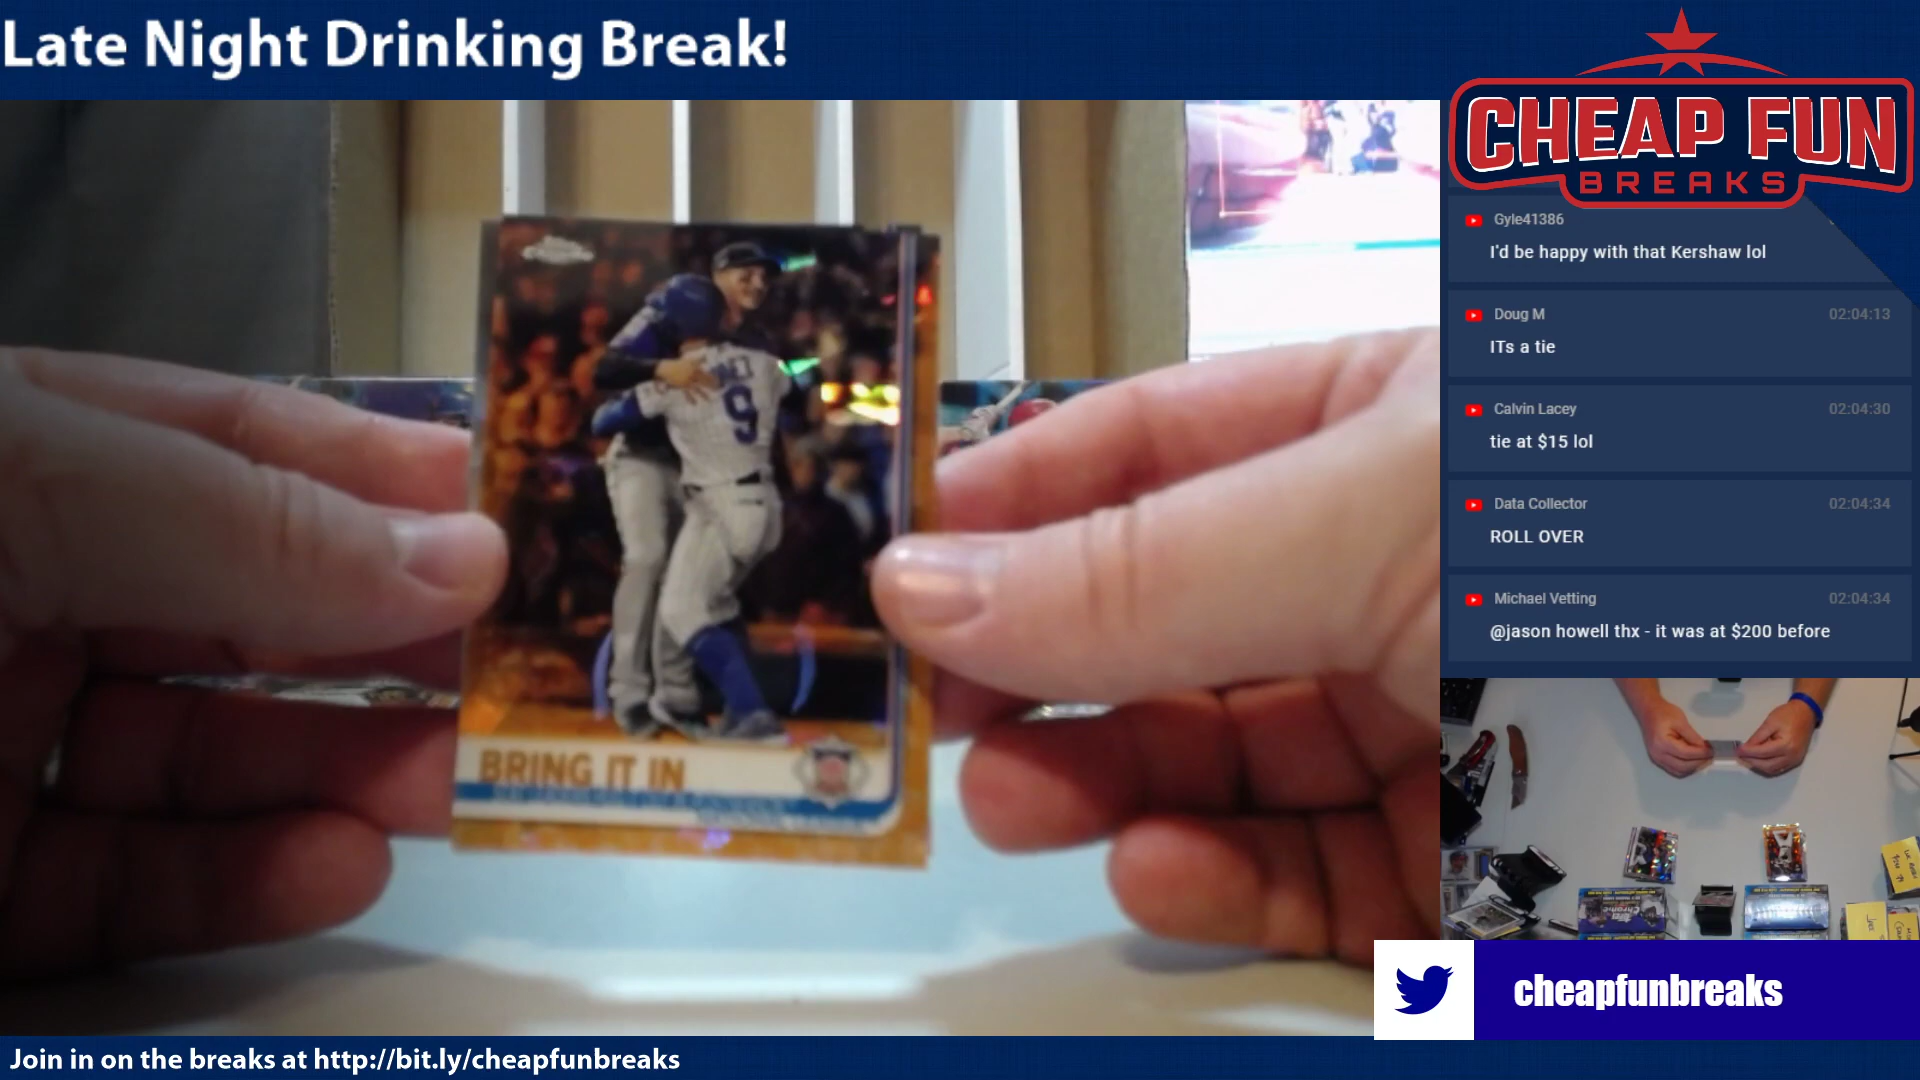 Late Night Drinking Break!
CHEAP FUN
BREAKS
Gyle41386
I'd be happy with that Kershaw lol
Doug M 02:04:13
ITs a tie
Calvin Lacey 02:04:30
tie at $15 lol
Data Collector 02:04:34
ROLL OVER
Michael Vetting 02:04:34
@jason howell thx - it was at $200 before
9
BRING IT IN
cheapfunbreaks
Join in on the breaks at http://bit.ly/cheapfunbreaks